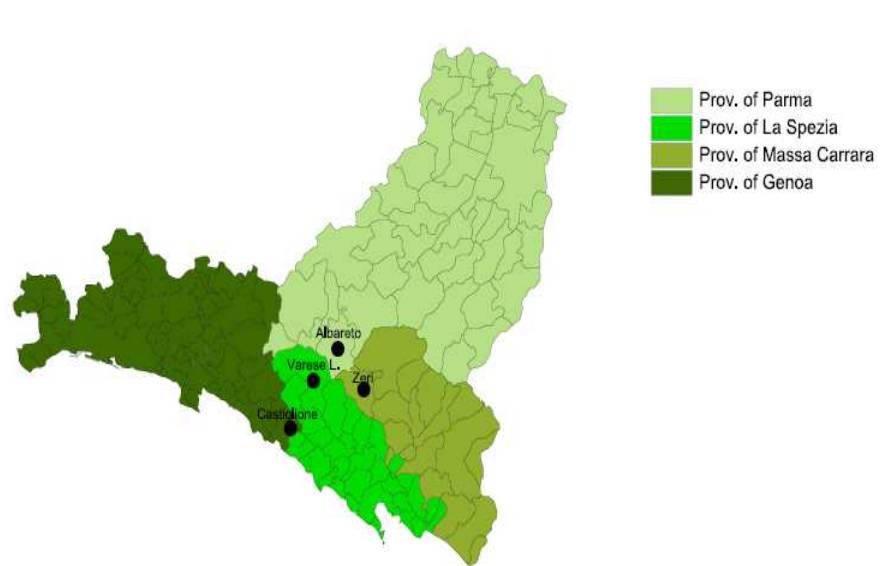 Prov. of Parma
Prov. of La Spezia
Prov. of Massa Carrara
Prov. of Genoa
Albareto
Varese L.
Zeri
Castiglione